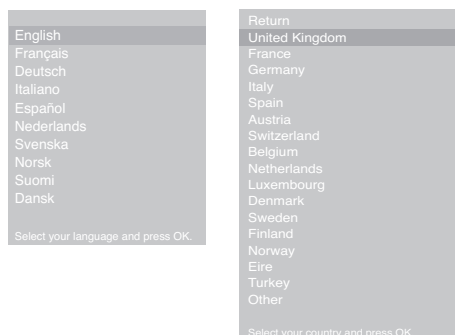 English
Français
Deutsch
Italiano
Español
Nederlands
Svenska
Norsk
Suomi
Dansk
Select your language and press OK.
Return
United Kingdom
France
Germany
Italy
Spain
Austria
Switzerland
Belgium
Netherlands
Luxembourg
Denmark
Sweden
Finland
Norway
Eire
Turkey
Other
Select your country and press OK